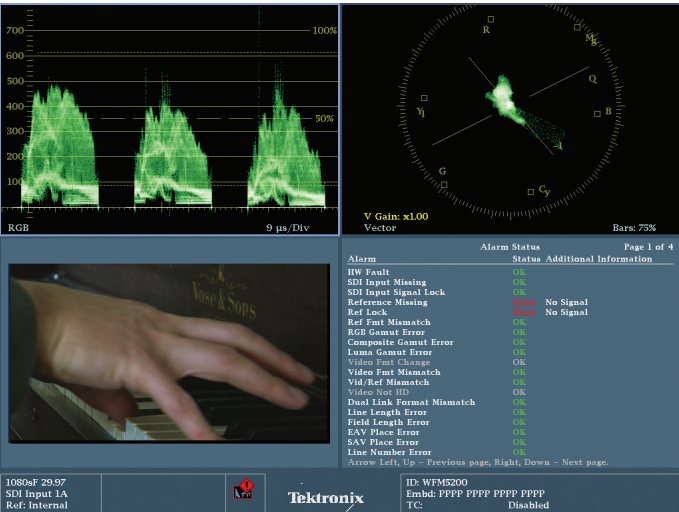 700
100%
600
500
400
50%
300
200
100
RGB
9 µs/Div
R
Mg
Q
B
I
Yl
-I
G
Cy
V Gain: x1.00
Vector
Bars: 75%
Vose & Sons
Alarm Status Page 1 of 4
Alarm Status Additional Information
HW Fault OK
SDI Input Missing OK
SDI Input Signal Lock OK
Reference Missing No Signal
Ref Lock No Signal
Ref Fmt Mismatch OK
RGB Gamut Error OK
Composite Gamut Error OK
Luma Gamut Error OK
Video Fmt Change OK
Video Fmt Mismatch OK
Vid/Ref Mismatch OK
Video Not HD OK
Dual Link Format Mismatch OK
Line Length Error OK
Field Length Error OK
EAV Place Error OK
SAV Place Error OK
Line Number Error OK
Arrow Left, Up - Previous page, Right, Down - Next page.
1080sF 29.97
SDI Input 1A
Ref: Internal
Tektronix
ID: WFM5200
Embd: PPPP PPPP PPPP PPPP
TC: Disabled